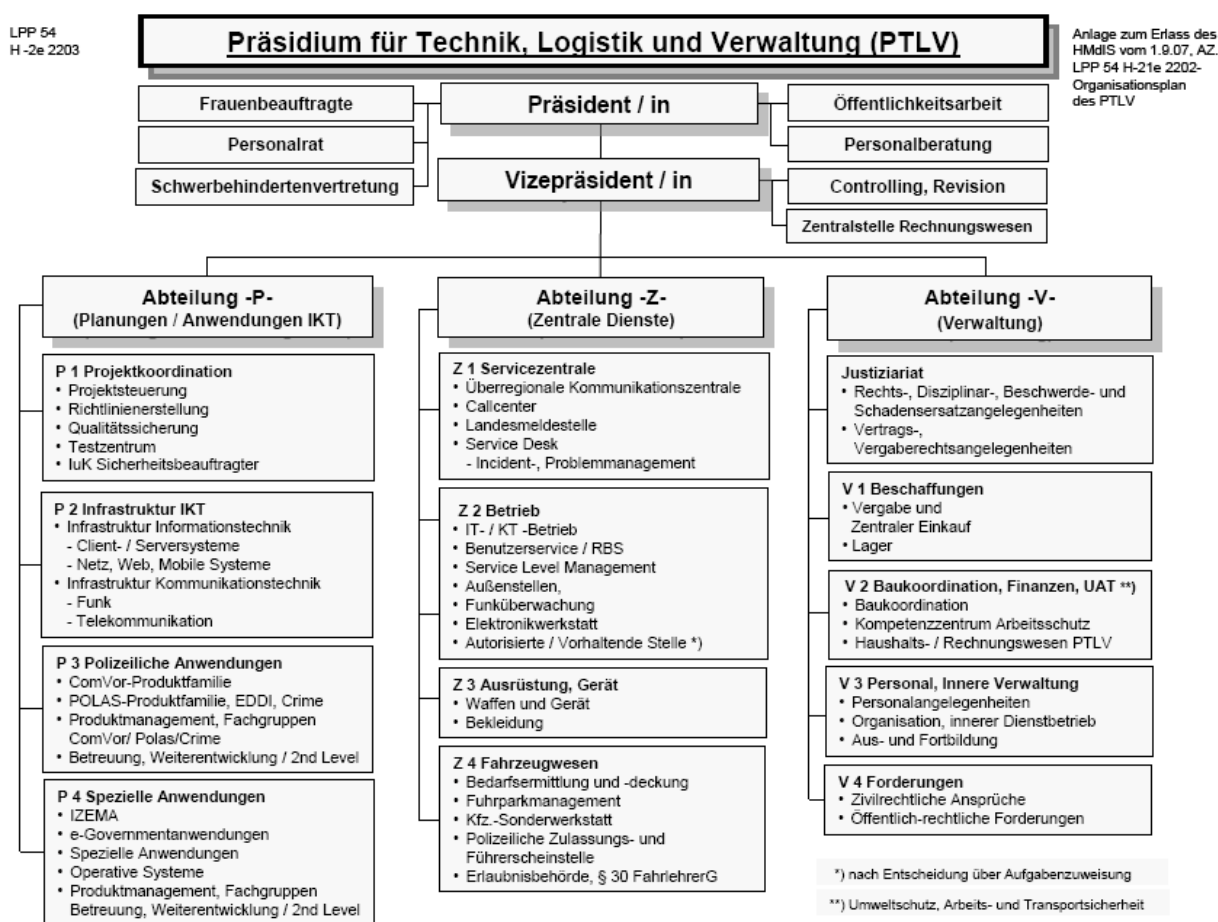 LPP 54
H -2e 2203
Präsidium für Technik, Logistik und Verwaltung (PTLV)
Anlage zum Erlass des
HMdIS vom 1.9.07, AZ.
LPP 54 H-21e 2202-
Organisationsplan
des PTLV
Frauenbeauftragte
Präsident / in
Öffentlichkeitsarbeit
Personalrat
Personalberatung
Schwerbehindertenvertretung
Vizepräsident / in
Controlling, Revision
Zentralstelle Rechnungswesen
Abteilung -P-
(Planungen / Anwendungen IKT)
P 1 Projektkoordination
• Projektsteuerung
• Richtlinienerstellung
• Qualitätssicherung
• Testzentrum
• IuK Sicherheitsbeauftragter
P 2 Infrastruktur IKT
• Infrastruktur Informationstechnik
- Client- / Serversysteme
- Netz, Web, Mobile Systeme
• Infrastruktur Kommunikationstechnik
- Funk
- Telekommunikation
P 3 Polizeiliche Anwendungen
• ComVor-Produktfamilie
• POLAS-Produktfamilie, EDDI, Crime
• Produktmanagement, Fachgruppen
ComVor/ Polas/Crime
• Betreuung, Weiterentwicklung / 2nd Level
P 4 Spezielle Anwendungen
• IZEMA
• e-Governmentanwendungen
• Spezielle Anwendungen
• Operative Systeme
• Produktmanagement, Fachgruppen
Betreuung, Weiterentwicklung / 2nd Level
Abteilung -Z-
(Zentrale Dienste)
Z 1 Servicezentrale
• Überregionale Kommunikationszentrale
• Callcenter
• Landesmeldestelle
• Service Desk
- Incident-, Problemmanagement
Z 2 Betrieb
• IT- / KT -Betrieb
• Benutzerservice / RBS
• Service Level Management
• Außenstellen,
• Funküberwachung
• Elektronikwerkstatt
• Autorisierte / Vorhaltende Stelle *)
Z 3 Ausrüstung, Gerät
• Waffen und Gerät
• Bekleidung
Z 4 Fahrzeugwesen
• Bedarfsermittlung und -deckung
• Fuhrparkmanagement
• Kfz.-Sonderwerkstatt
• Polizeiliche Zulassungs- und
Führerscheinstelle
• Erlaubnisbehörde, § 30 FahrlehrerG
Abteilung -V-
(Verwaltung)
Justiziariat
• Rechts-, Disziplinar-, Beschwerde- und
Schadensersatzangelegenheiten
• Vertrags-,
Vergaberechtsangelegenheiten
V 1 Beschaffungen
• Vergabe und
Zentraler Einkauf
• Lager
V 2 Baukoordination, Finanzen, UAT **)
• Baukoordination
• Kompetenzzentrum Arbeitsschutz
• Haushalts- / Rechnungswesen PTLV
V 3 Personal, Innere Verwaltung
• Personalangelegenheiten
• Organisation, innerer Dienstbetrieb
• Aus- und Fortbildung
V 4 Forderungen
• Zivilrechtliche Ansprüche
• Öffentlich-rechtliche Forderungen
*) nach Entscheidung über Aufgabenzuweisung
**) Umweltschutz, Arbeits- und Transportsicherheit